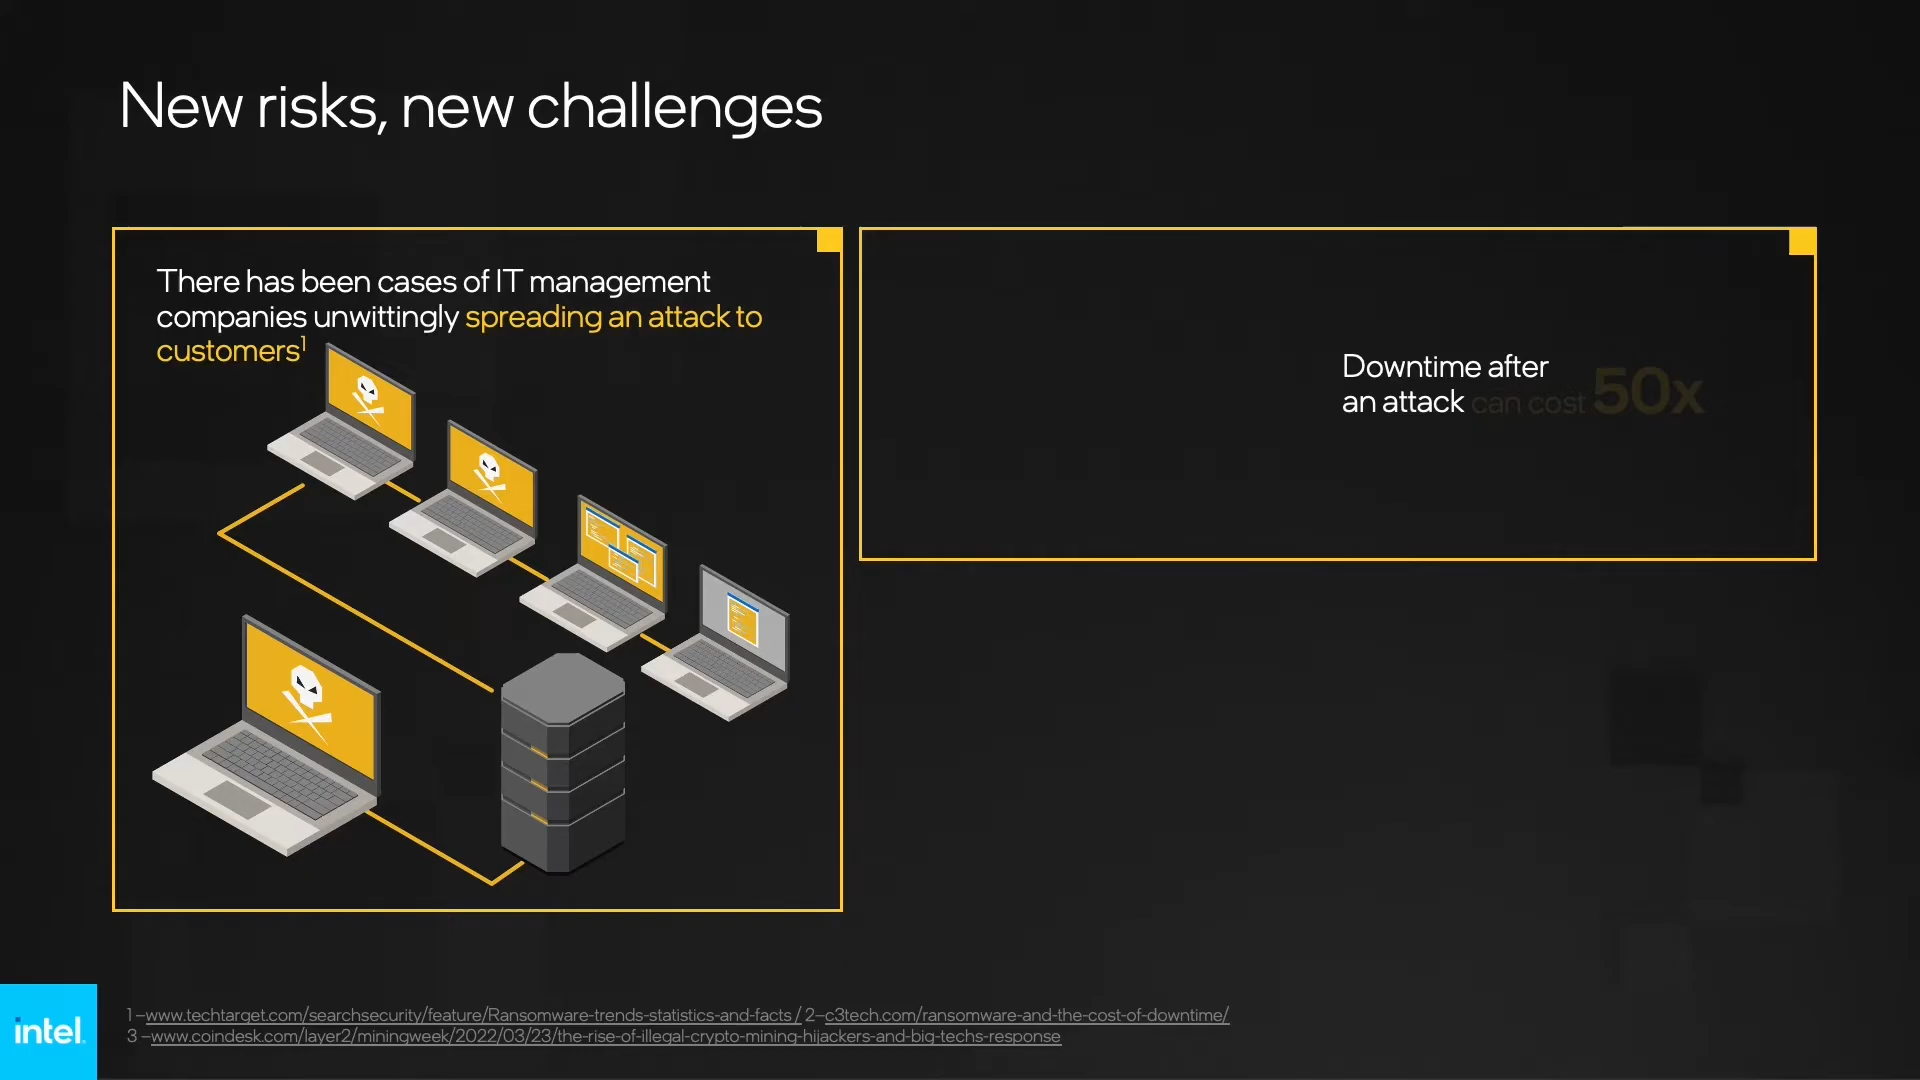 New risks, new challenges
There has been cases of IT management
companies unwittingly spreading an attack to
customers1
Downtime after
an attack can cost 50x
intel.
1 –www.techtarget.com/searchsecurity/feature/Ransomware-trends-statistics-and-facts / 2–c3tech.com/ransomware-and-the-cost-of-downtime/
3 –www.coindesk.com/layer2/miningweek/2022/03/23/the-rise-of-illegal-crypto-mining-hijackers-and-big-techs-response